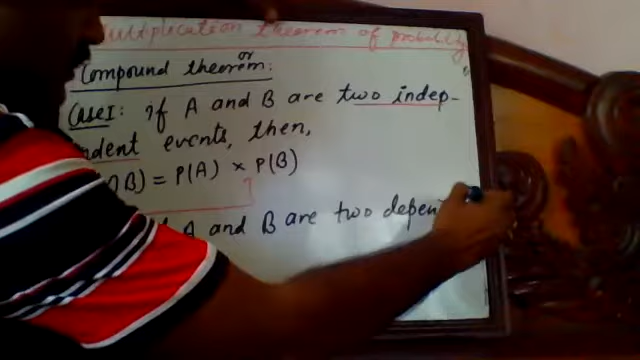 Multiplication theorem of probability
or
Compound theorem:
Case I: if A and B are two indep-
ndent events, then,
B) = P(A) × P(B)
A and B are two depen